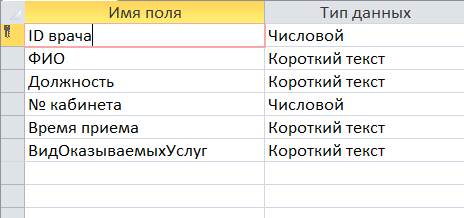 Имя поля Тип данных
ID врача Числовой
ФИО Короткий текст
Должность Короткий текст
№ кабинета Числовой
Время приема Короткий текст
ВидОказываемыхУслуг Короткий текст